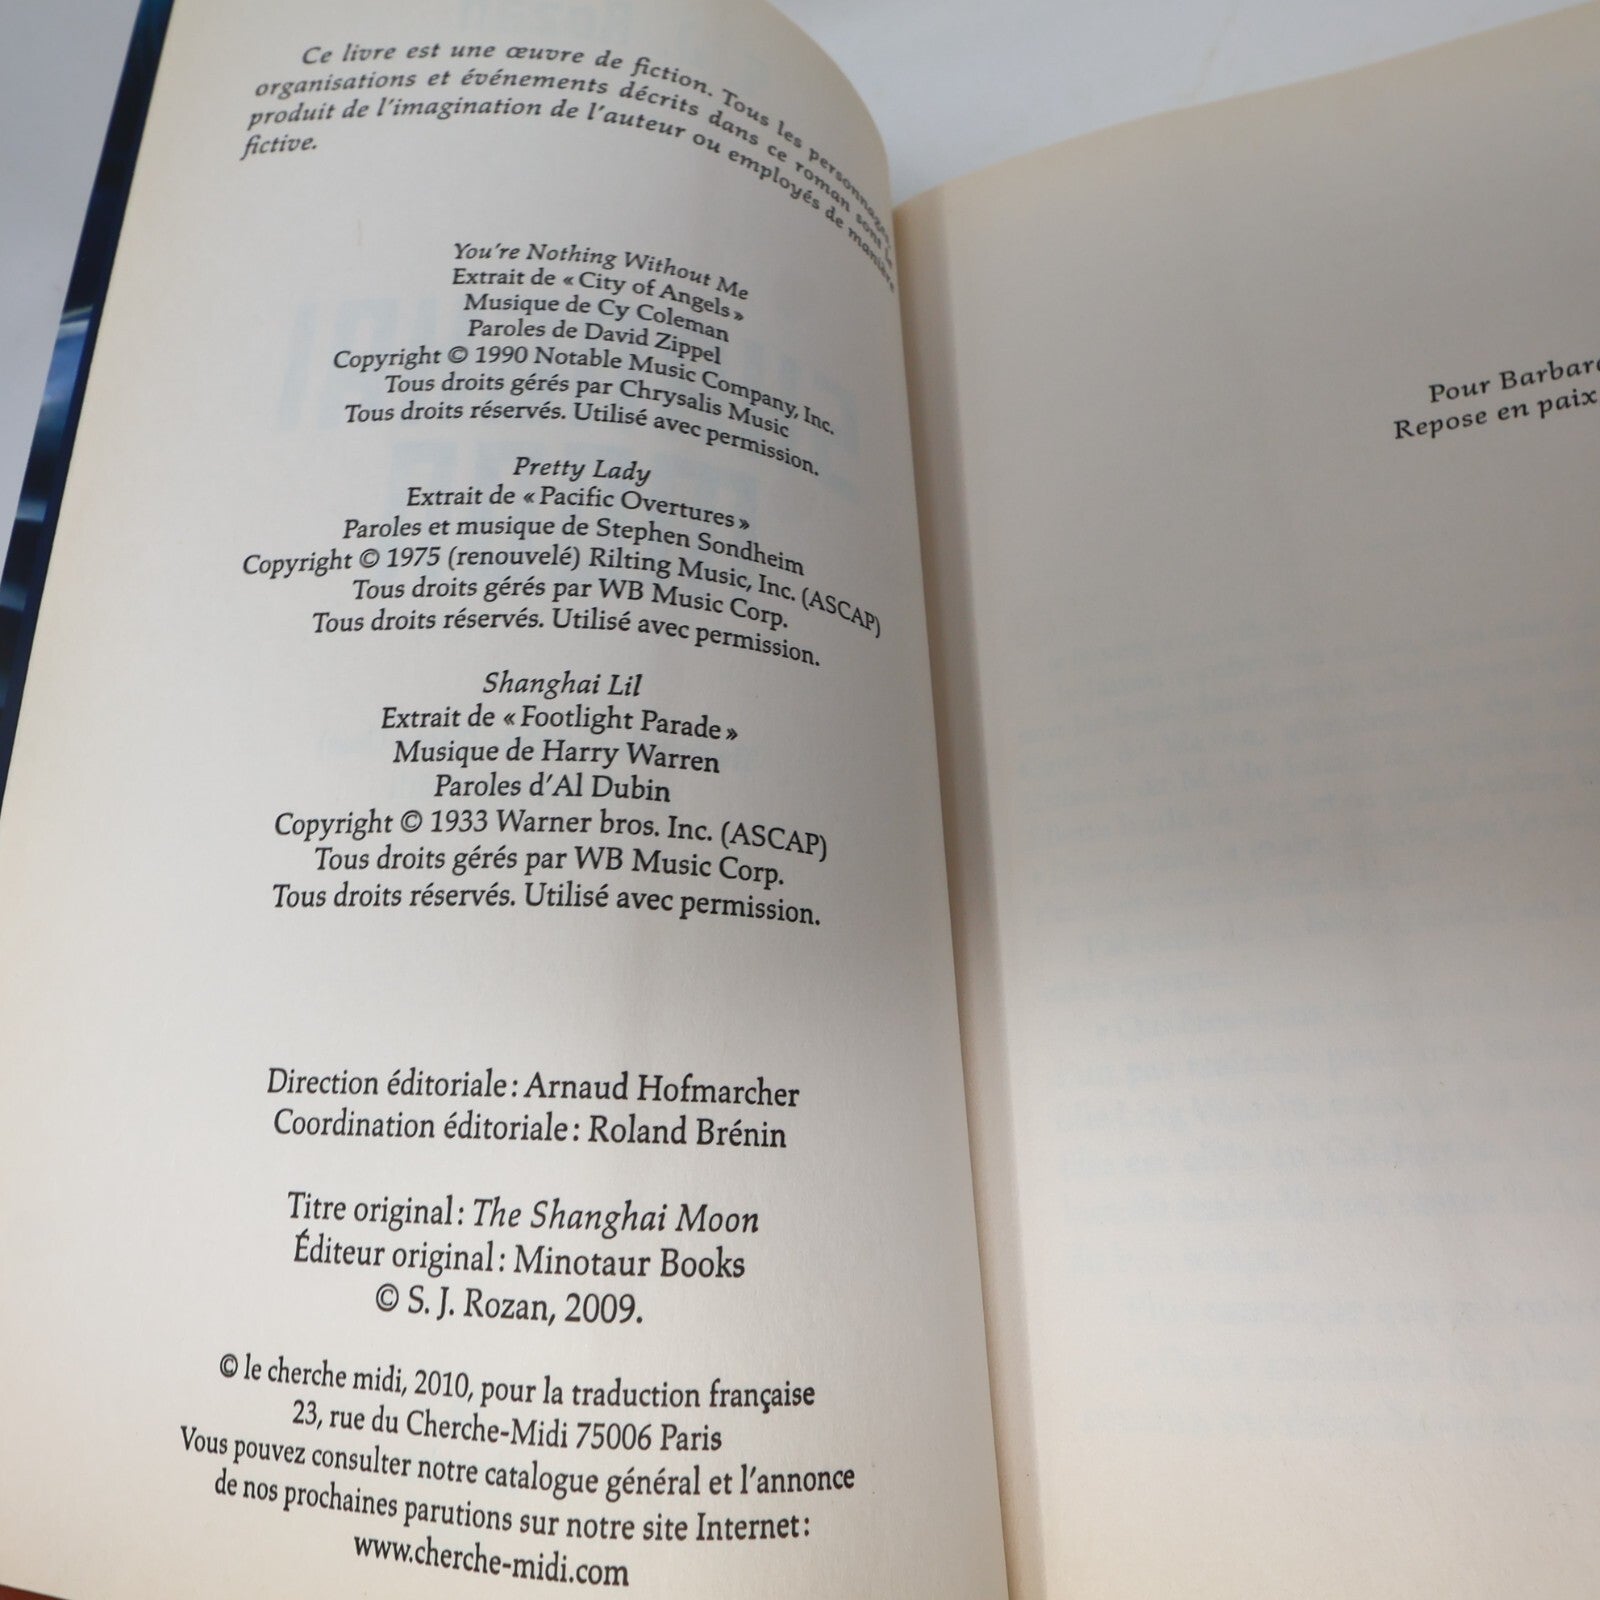 Ce livre est une œuvre de fiction. Tous les personnages,
organisations et événements décrits dans ce roman sont le
produit de l'imagination de l'auteur ou employés de manière
fictive.
You're Nothing Without Me
Extrait de « City of Angels »
Musique de Cy Coleman
Paroles de David Zippel
Copyright © 1990 Notable Music Company, Inc.
Tous droits gérés par Chrysalis Music
Tous droits réservés. Utilisé avec permission.
Pretty Lady
Extrait de « Pacific Overtures »
Paroles et musique de Stephen Sondheim
Copyright © 1975 (renouvelé) Rilting Music, Inc. (ASCAP)
Tous droits gérés par WB Music Corp.
Tous droits réservés. Utilisé avec permission.
Shanghai Lil
Extrait de « Footlight Parade »
Musique de Harry Warren
Paroles d'Al Dubin
Copyright © 1933 Warner bros. Inc. (ASCAP)
Tous droits gérés par WB Music Corp.
Tous droits réservés. Utilisé avec permission.
Direction éditoriale : Arnaud Hofmarcher
Coordination éditoriale : Roland Brénin
Titre original : The Shanghai Moon
Éditeur original : Minotaur Books
© S. J. Rozan, 2009.
© le cherche midi, 2010, pour la traduction française
23, rue du Cherche-Midi 75006 Paris
Vous pouvez consulter notre catalogue général et l'annonce
de nos prochaines parutions sur notre site Internet :
www.cherche-midi.com
Pour
Repose en paix